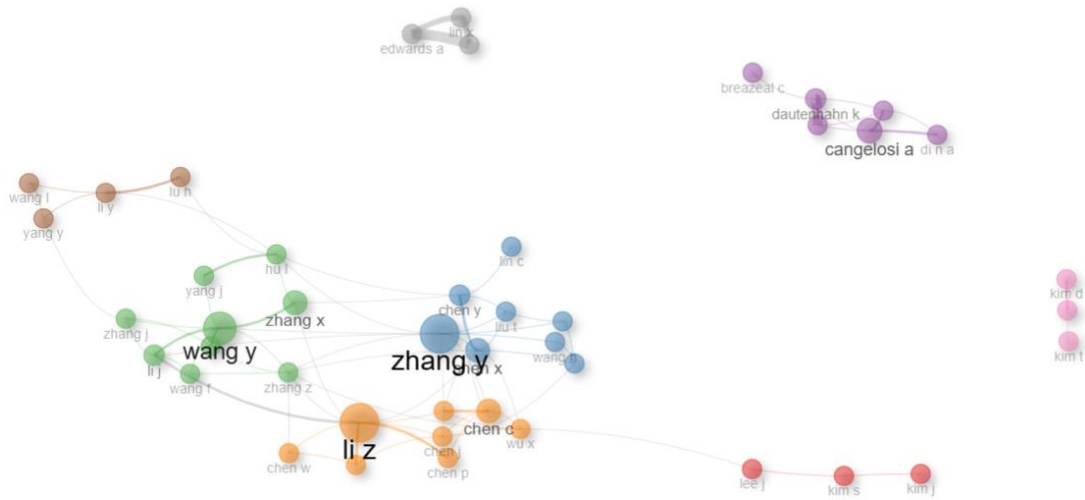 lin x
edwards a
breazeal c
dautenhahn k
cangelosi a
di n a
wang l
li y
lu h
yang y
hu l
lin c
yang j
kim d
chen y
zhang x
liu t
zhang j
wang y
zhang y
chen x
wang h
kim t
li j
wang f
zhang z
chen c
li z
chen j
wu x
chen w
chen p
lee j
kim s
kim j